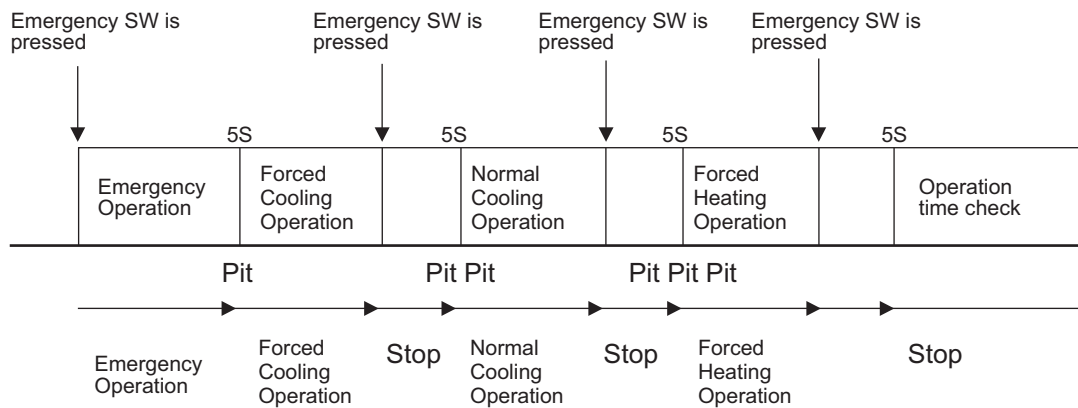 Emergency SW is
pressed
Emergency SW is
pressed
Emergency SW is
pressed
Emergency SW is
pressed
5S
5S
5S
5S
Emergency
Operation
Forced
Cooling
Operation
Normal
Cooling
Operation
Forced
Heating
Operation
Operation
time check
Pit
Pit Pit
Pit Pit Pit
Emergency
Operation
Forced
Cooling
Operation
Stop
Normal
Cooling
Operation
Stop
Forced
Heating
Operation
Stop